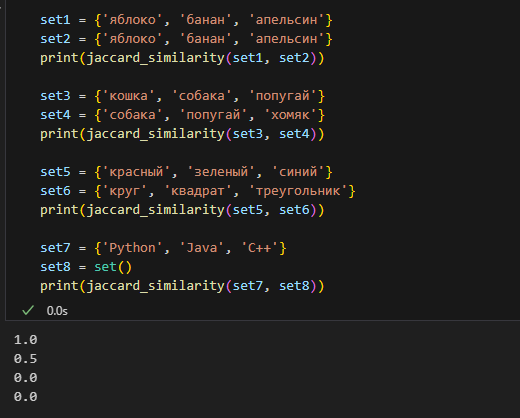 set1 = {'яблоко', 'банан', 'апельсин'}
set2 = {'яблоко', 'банан', 'апельсин'}
print(jaccard_similarity(set1, set2))
set3 = {'кошка', 'собака', 'попугай'}
set4 = {'собака', 'попугай', 'хомяк'}
print(jaccard_similarity(set3, set4))
set5 = {'красный', 'зеленый', 'синий'}
set6 = {'круг', 'квадрат', 'треугольник'}
print(jaccard_similarity(set5, set6))
set7 = {'Python', 'Java', 'C++'}
set8 = set()
print(jaccard_similarity(set7, set8))
0.0s
1.0
0.5
0.0
0.0